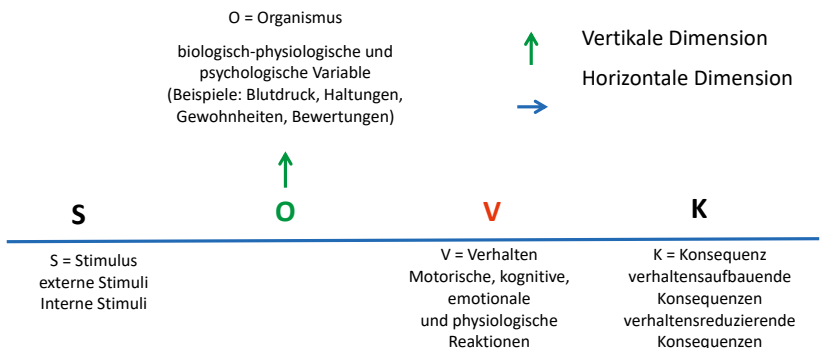 O = Organismus
biologisch-physiologische und
psychologische Variable
(Beispiele: Blutdruck, Haltungen,
Gewohnheiten, Bewertungen)
Vertikale Dimension
Horizontale Dimension
S
O
V
K
S = Stimulus
externe Stimuli
Interne Stimuli
V = Verhalten
Motorische, kognitive,
emotionale
und physiologische
Reaktionen
K = Konsequenz
verhaltensaufbauende
Konsequenzen
verhaltensreduzierende
Konsequenzen